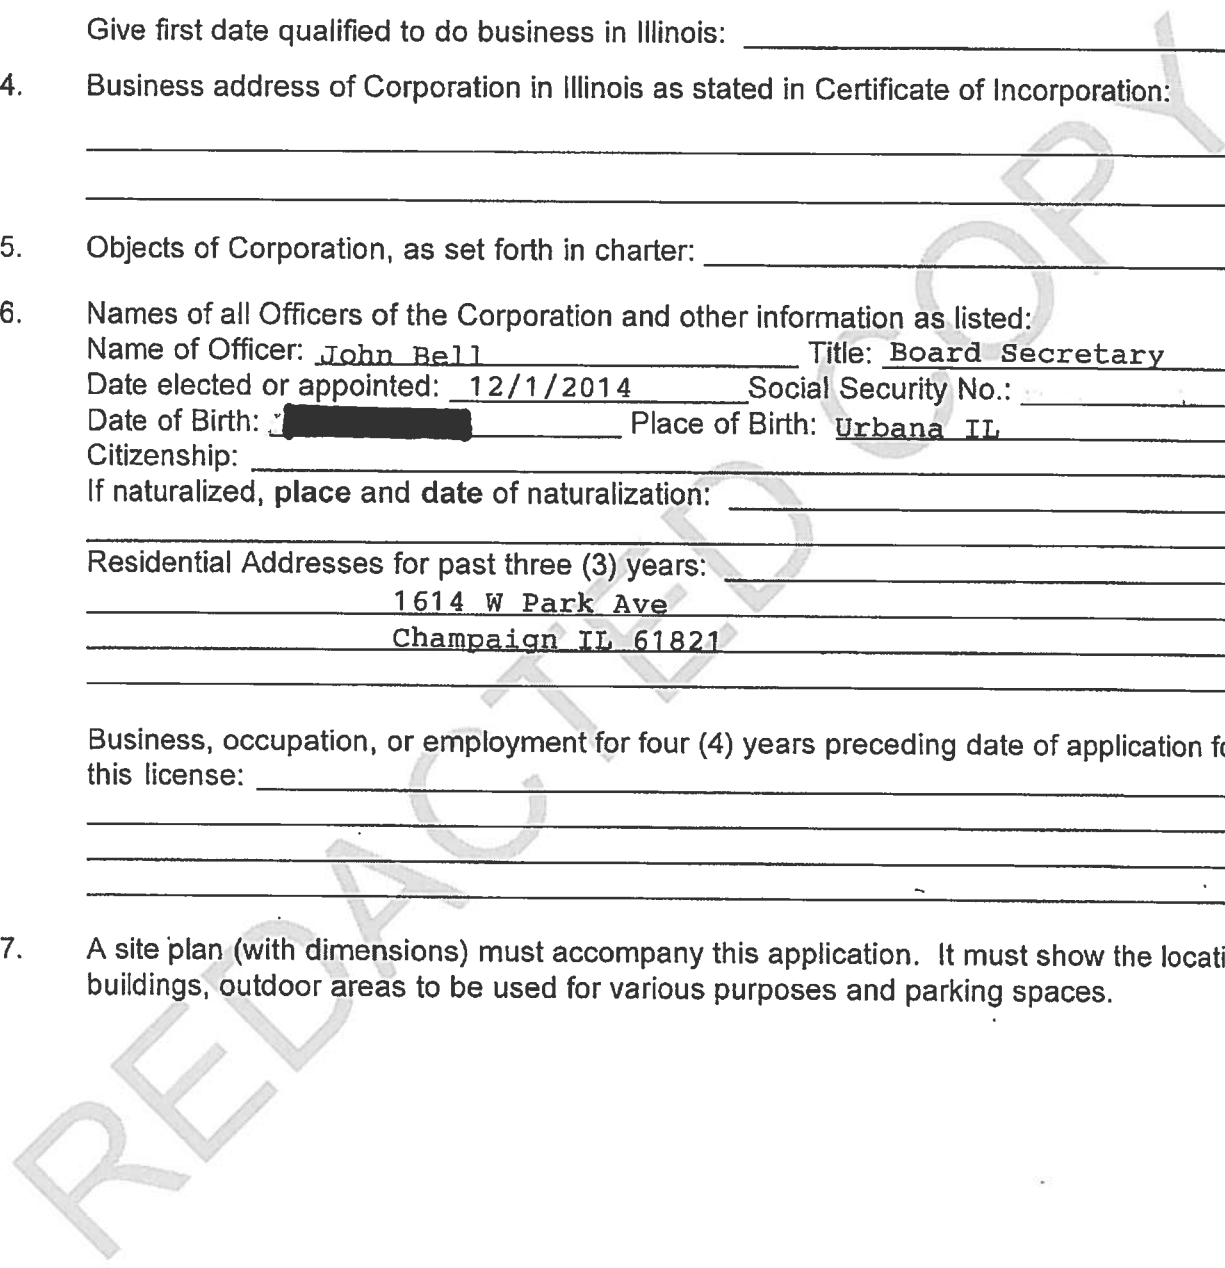 Give first date qualified to do business in Illinois:
4. Business address of Corporation in Illinois as stated in Certificate of Incorporation:
5. Objects of Corporation, as set forth in charter:
6. Names of all Officers of the Corporation and other information as listed:
Name of Officer: John Bell Title: Board Secretary
Date elected or appointed: 12/1/2014 Social Security No.:
Date of Birth: Place of Birth: Urbana IL
Citizenship:
If naturalized, place and date of naturalization:
Residential Addresses for past three (3) years:
1614 W Park Ave
Champaign IL 61821
Business, occupation, or employment for four (4) years preceding date of application fo
this license:
7. A site plan (with dimensions) must accompany this application. It must show the locati
buildings, outdoor areas to be used for various purposes and parking spaces.
REDACTED COPY